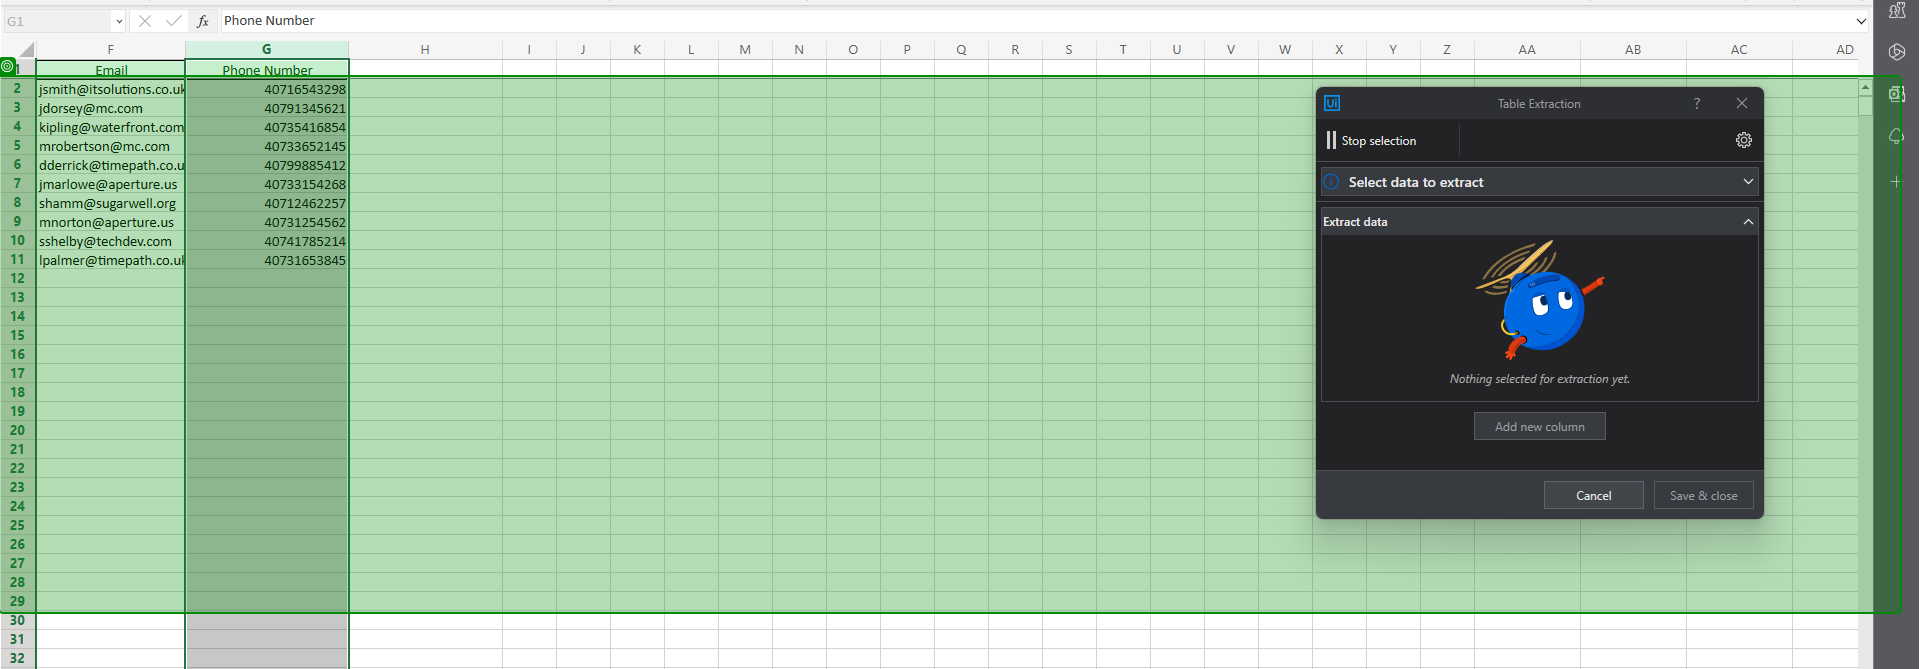 G1 fx Phone Number
F G H I J K L M N O P Q R S T U V W X Y Z AA AB AC AD
1 Email Phone Number
2 jsmith@itsolutions.co.uk 40716543298
3 jdorsey@mc.com 40791345621
4 kipling@waterfront.com 40735416854
5 mrobertson@mc.com 40733652145
6 dderrick@timepath.co.u 40799885412
7 jmarlowe@aperture.us 40733154268
8 shamm@sugarwell.org 40712462257
9 mnorton@aperture.us 40731254562
10 sshelby@techdev.com 40741785214
11 lpalmer@timepath.co.uk 40731653845
12
13
14
15
16
17
18
19
20
21
22
23
24
25
26
27
28
29
30
31
32
Ui Table Extraction ?
Stop selection
Select data to extract
Extract data
Nothing selected for extraction yet.
Add new column
Cancel Save & close